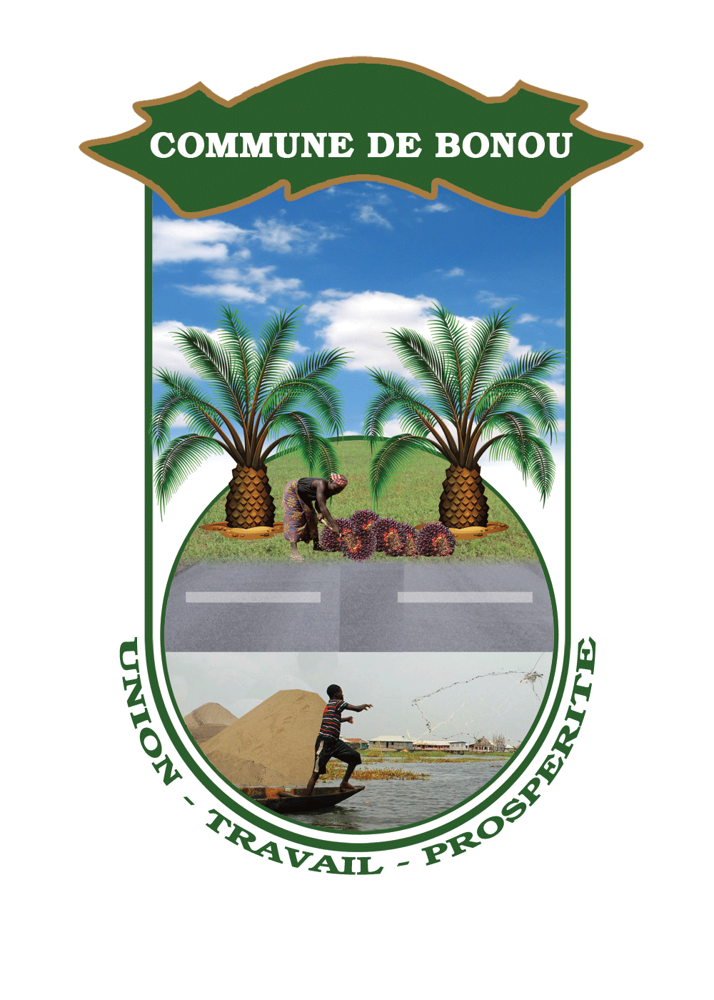 COMMUNE DE BONOU
UNION - TRAVAIL - PROSPERITE